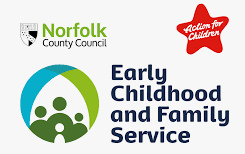 Norfolk
County Council
Action for
Children
Early
Childhood
and Family
Service